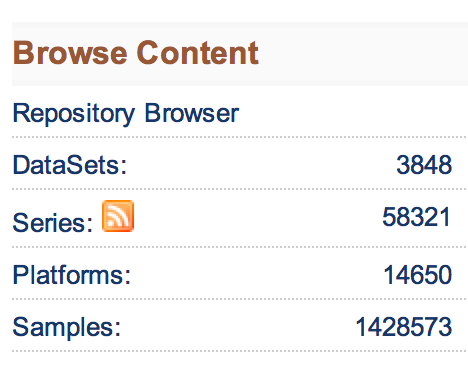 Browse Content
Repository Browser
DataSets: 3848
Series: 58321
Platforms: 14650
Samples: 1428573